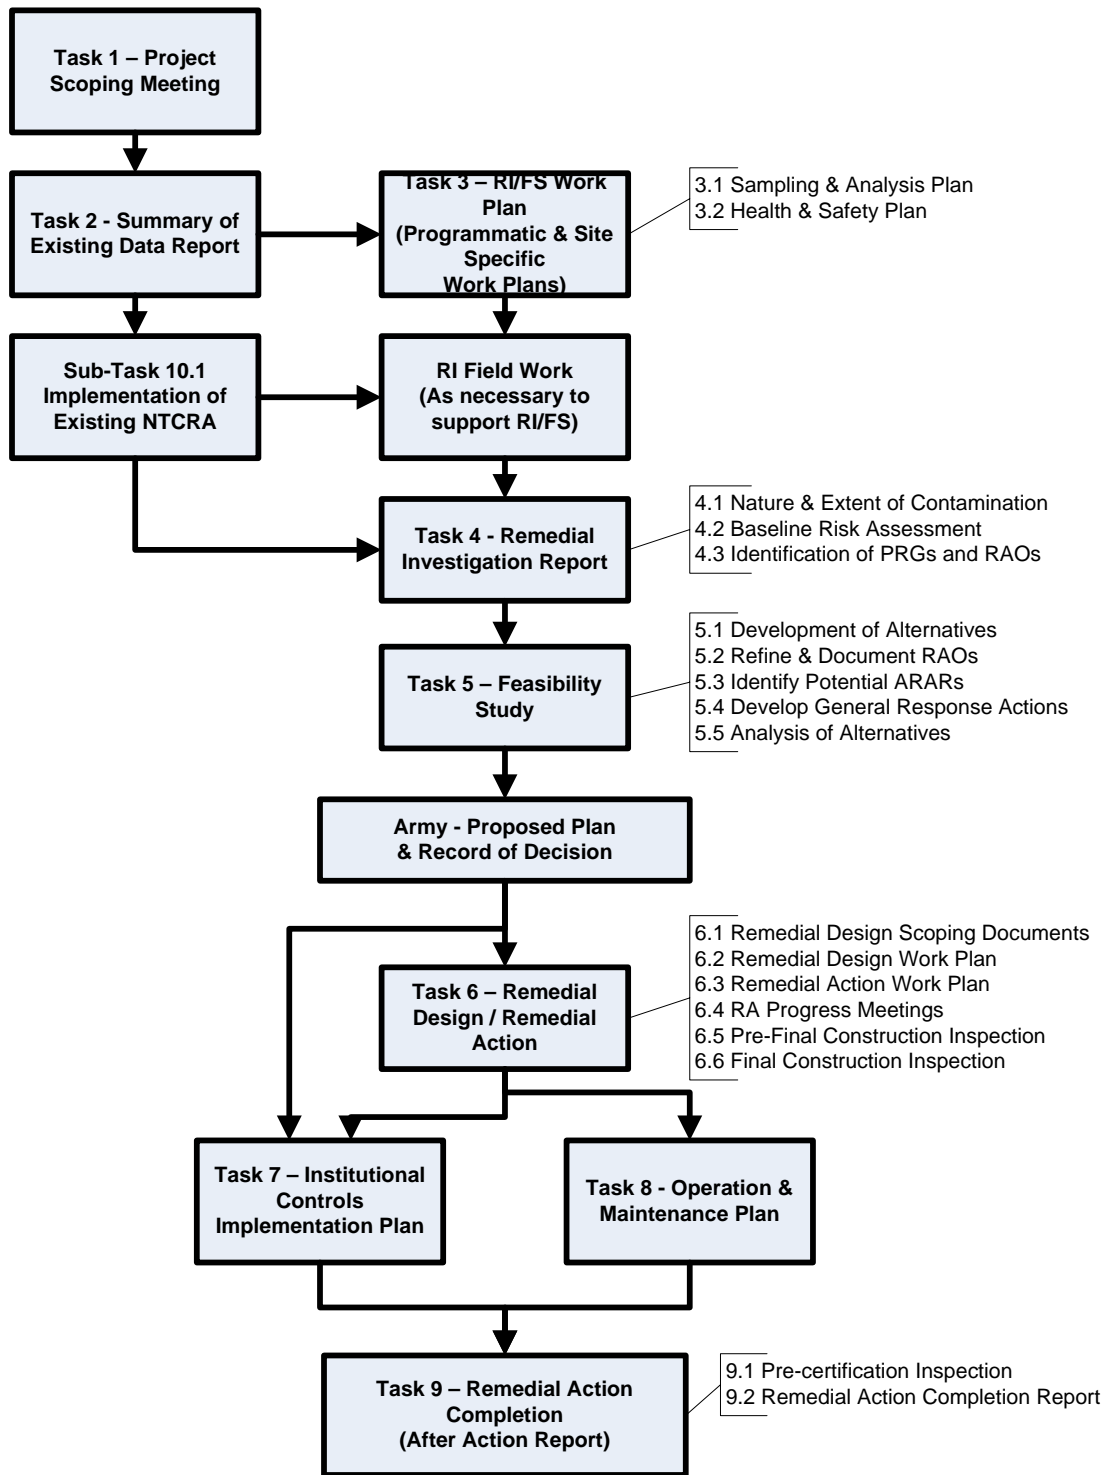 Task 1 – Project
Scoping Meeting
Task 2 - Summary of
Existing Data Report
Task 3 – RI/FS Work
Plan
(Programmatic & Site
Specific
Work Plans)
3.1 Sampling & Analysis Plan
3.2 Health & Safety Plan
Sub-Task 10.1
Implementation of
Existing NTCRA
RI Field Work
(As necessary to
support RI/FS)
Task 4 - Remedial
Investigation Report
4.1 Nature & Extent of Contamination
4.2 Baseline Risk Assessment
4.3 Identification of PRGs and RAOs
Task 5 – Feasibility
Study
5.1 Development of Alternatives
5.2 Refine & Document RAOs
5.3 Identify Potential ARARs
5.4 Develop General Response Actions
5.5 Analysis of Alternatives
Army - Proposed Plan
& Record of Decision
Task 6 – Remedial
Design / Remedial
Action
6.1 Remedial Design Scoping Documents
6.2 Remedial Design Work Plan
6.3 Remedial Action Work Plan
6.4 RA Progress Meetings
6.5 Pre-Final Construction Inspection
6.6 Final Construction Inspection
Task 7 – Institutional
Controls
Implementation Plan
Task 8 - Operation &
Maintenance Plan
Task 9 – Remedial Action
Completion
(After Action Report)
9.1 Pre-certification Inspection
9.2 Remedial Action Completion Report